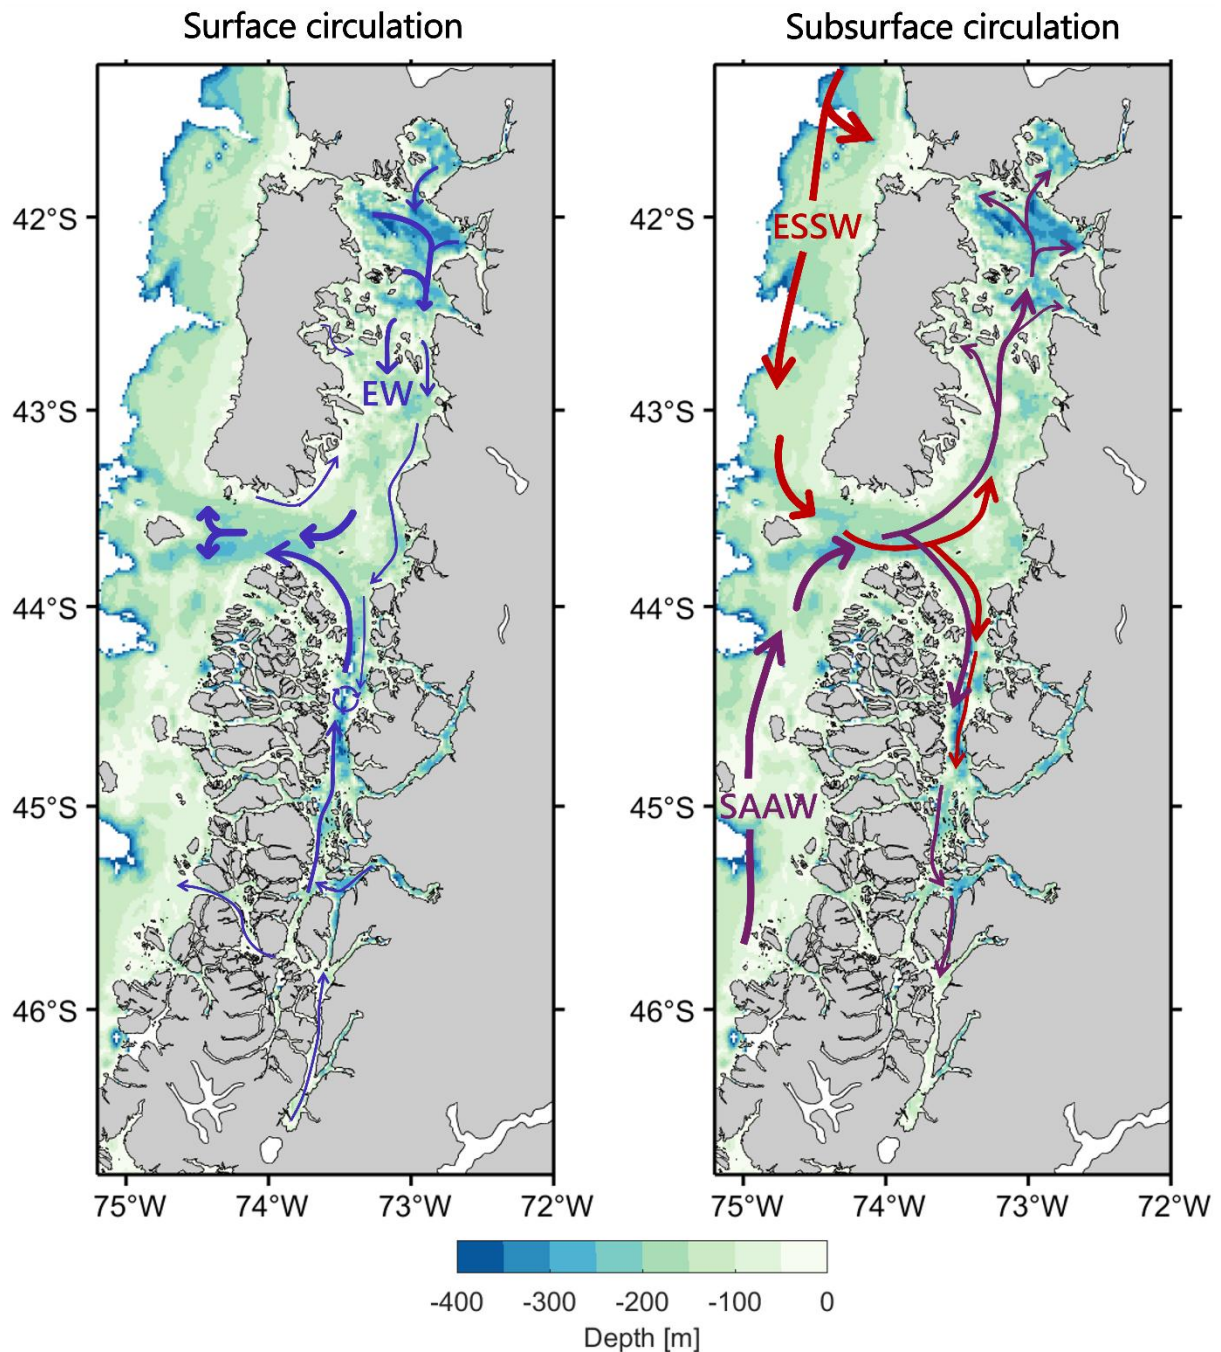 Surface circulation
Subsurface circulation
42°S
43°S
44°S
45°S
46°S
EW
75°W 74°W 73°W 72°W
42°S
43°S
44°S
45°S
46°S
ESSW
SAAW
75°W 74°W 73°W 72°W
-400 -300 -200 -100 0
Depth [m]